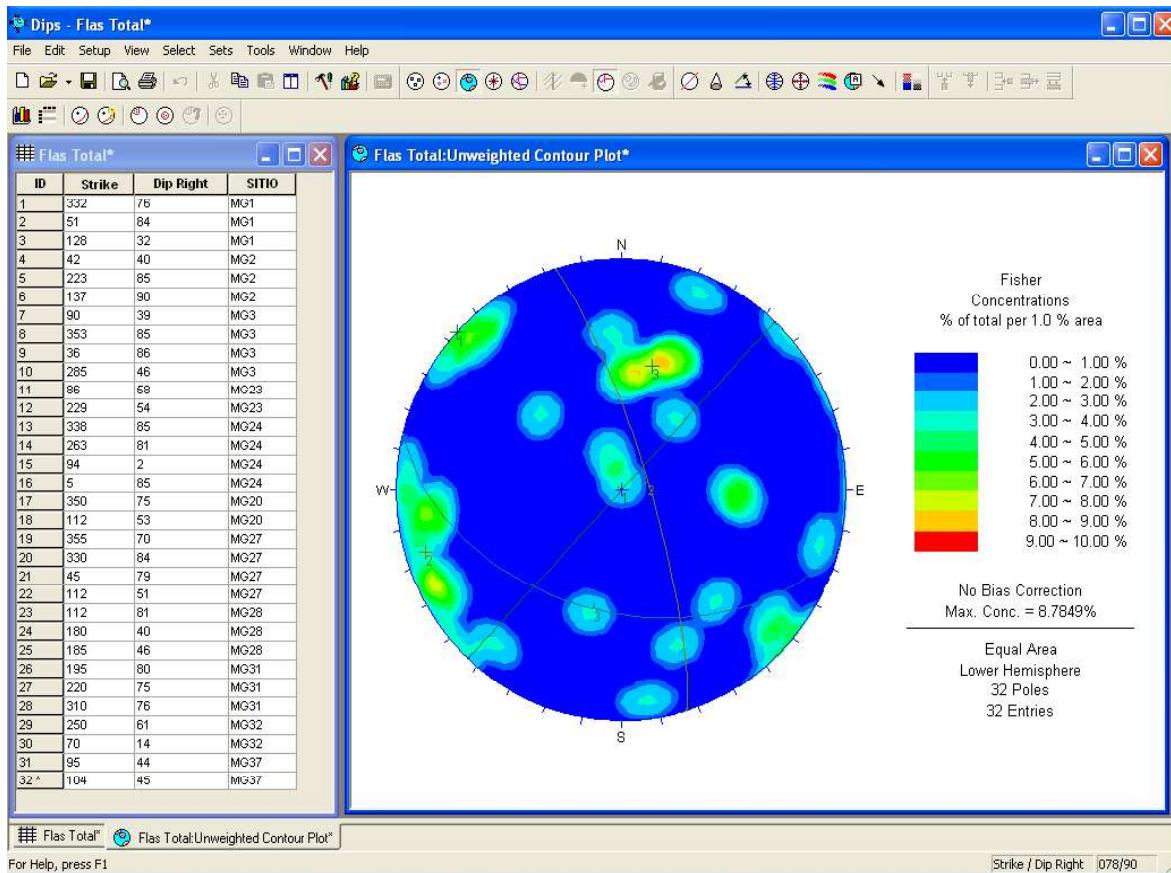 Dips - Flas Total*
File Edit Setup View Select Sets Tools Window Help
Flas Total*
ID Strike Dip Right SITIO
1 332 76 MG1
2 51 84 MG1
3 128 32 MG1
4 42 40 MG2
5 223 85 MG2
6 137 90 MG2
7 90 39 MG3
8 353 85 MG3
9 36 86 MG3
10 285 46 MG3
11 86 58 MG23
12 229 54 MG23
13 338 85 MG24
14 263 81 MG24
15 94 2 MG24
16 5 85 MG24
17 350 75 MG20
18 112 53 MG20
19 355 70 MG27
20 330 84 MG27
21 45 79 MG27
22 112 51 MG27
23 112 81 MG28
24 180 40 MG28
25 185 46 MG28
26 195 80 MG31
27 220 75 MG31
28 310 76 MG31
29 250 61 MG32
30 70 14 MG32
31 95 44 MG37
32 ^ 104 45 MG37
Flas Total:Unweighted Contour Plot*
N
1
3
W
1
2
E
2
3
S
Fisher
Concentrations
% of total per 1.0 % area
0.00 ~ 1.00 %
1.00 ~ 2.00 %
2.00 ~ 3.00 %
3.00 ~ 4.00 %
4.00 ~ 5.00 %
5.00 ~ 6.00 %
6.00 ~ 7.00 %
7.00 ~ 8.00 %
8.00 ~ 9.00 %
9.00 ~ 10.00 %
No Bias Correction
Max. Conc. = 8.7849%
Equal Area
Lower Hemisphere
32 Poles
32 Entries
Flas Total* Flas Total:Unweighted Contour Plot*
For Help, press F1 Strike / Dip Right 078/90